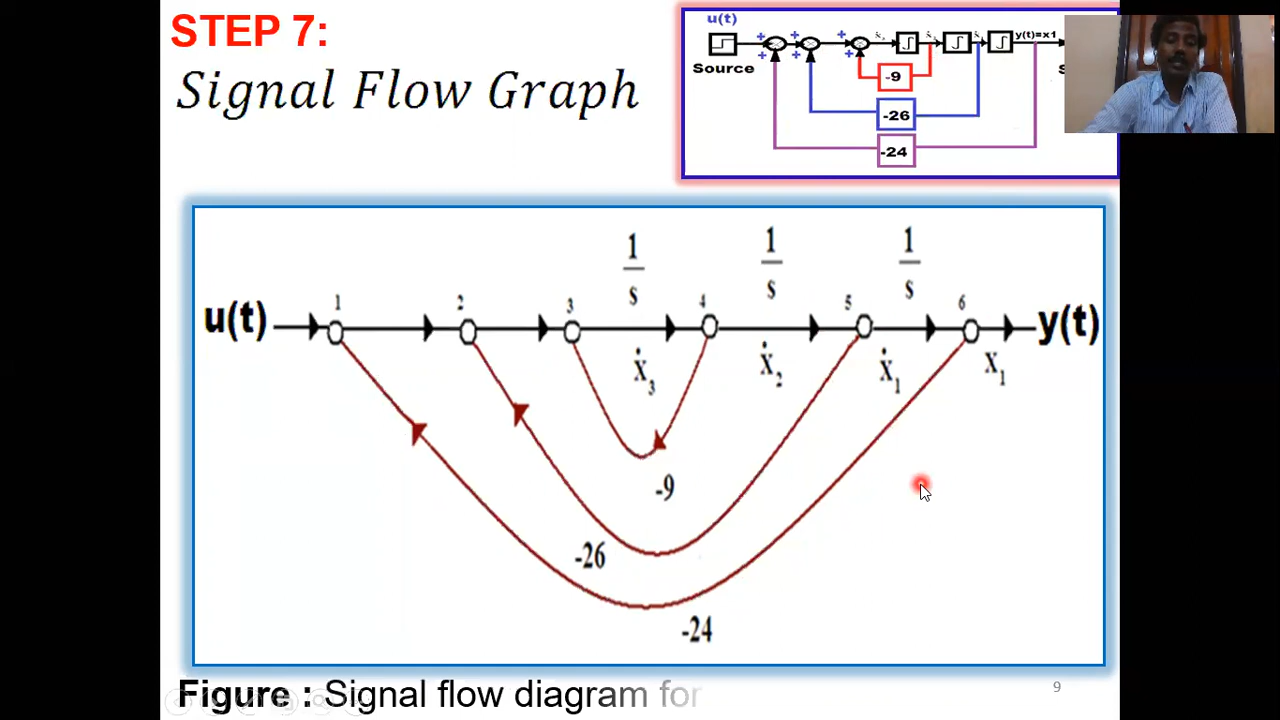 STEP 7:
Signal Flow Graph
u(t)
Source
+ + +
+ + +
y(t)=x1
-9
-26
-24
1/s 1/s 1/s
1 2 3 4 5 6
u(t) y(t)
ẋ3 ẋ2 ẋ1 x1
-9
-26
-24
Figure : Signal flow diagram for
9